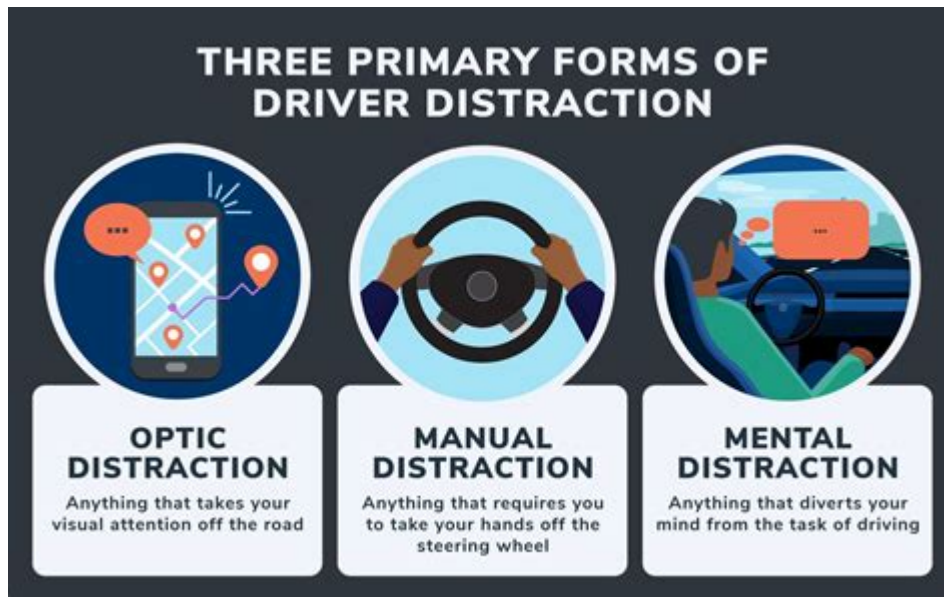 THREE PRIMARY FORMS OF
DRIVER DISTRACTION
...
...
OPTIC
DISTRACTION
Anything that takes your
visual attention off the road
MANUAL
DISTRACTION
Anything that requires you
to take your hands off the
steering wheel
MENTAL
DISTRACTION
Anything that diverts your
mind from the task of driving